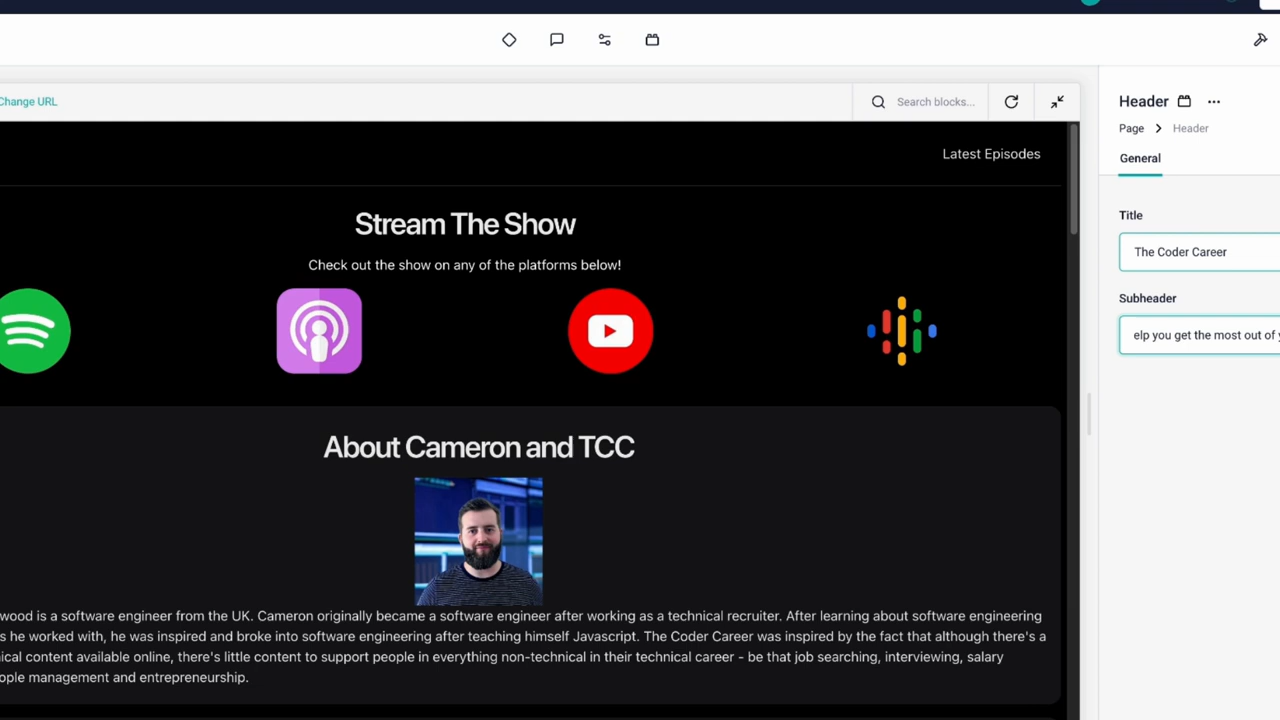 Change URL
Search blocks...
Latest Episodes
Stream The Show
Check out the show on any of the platforms below!
About Cameron and TCC
wood is a software engineer from the UK. Cameron originally became a software engineer after working as a technical recruiter. After learning about software engineering
s he worked with, he was inspired and broke into software engineering after teaching himself Javascript. The Coder Career was inspired by the fact that although there's a
ical content available online, there's little content to support people in everything non-technical in their technical career - be that job searching, interviewing, salary
ople management and entrepreneurship.
Header
Page
Header
General
Title
The Coder Career
Subheader
elp you get the most out of